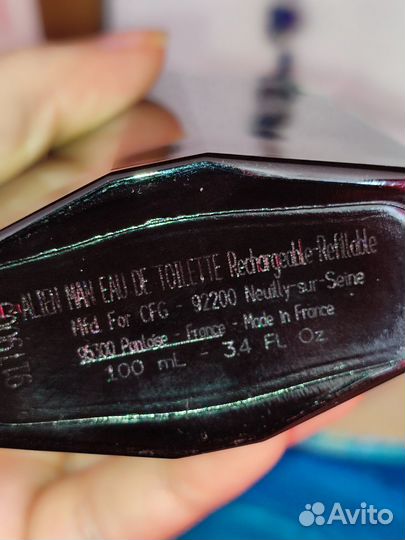 ALIEN MAN EAU DE TOILETTE Rechargeable-Refillable
Mfd For CFG - 92200 Neuilly-sur-Seine
95300 Pontoise - France - Made in France
100 mL - 3.4 FL Oz
Avito